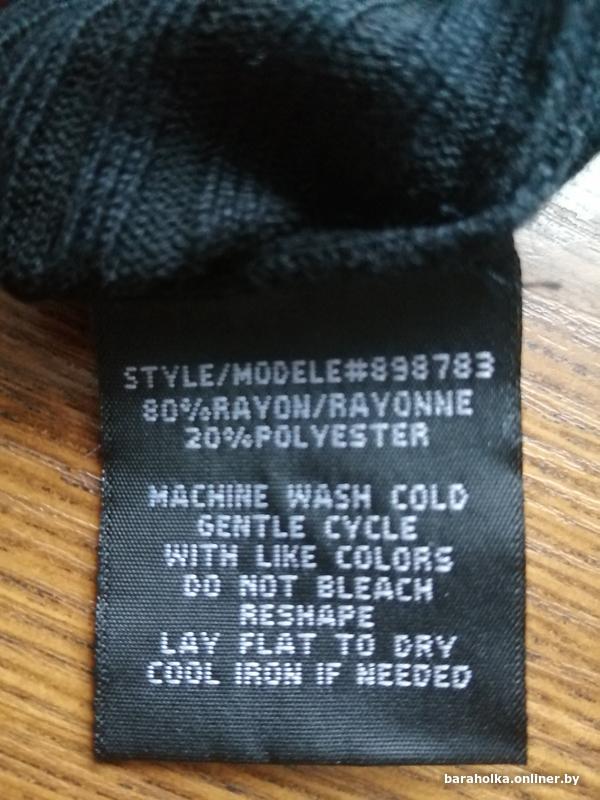 STYLE/MODELE#898783
80%RAYON/RAYONNE
20%POLYESTER
MACHINE WASH COLD
GENTLE CYCLE
WITH LIKE COLORS
DO NOT BLEACH
RESHAPE
LAY FLAT TO DRY
COOL IRON IF NEEDED
baraholka.onliner.by